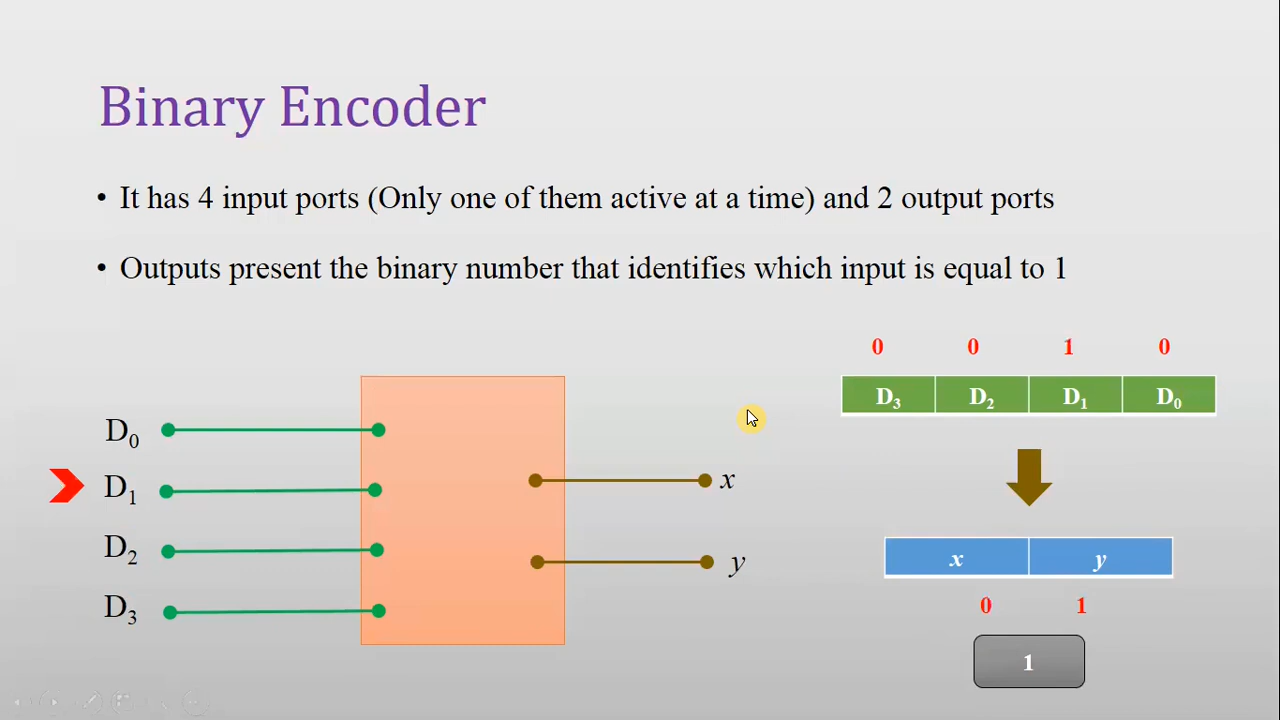 Binary Encoder
• It has 4 input ports (Only one of them active at a time) and 2 output ports
• Outputs present the binary number that identifies which input is equal to 1
0 0 1 0
D₃ D₂ D₁ D₀
D₀
D₁
D₂
D₃
x
y
x y
0 1
1